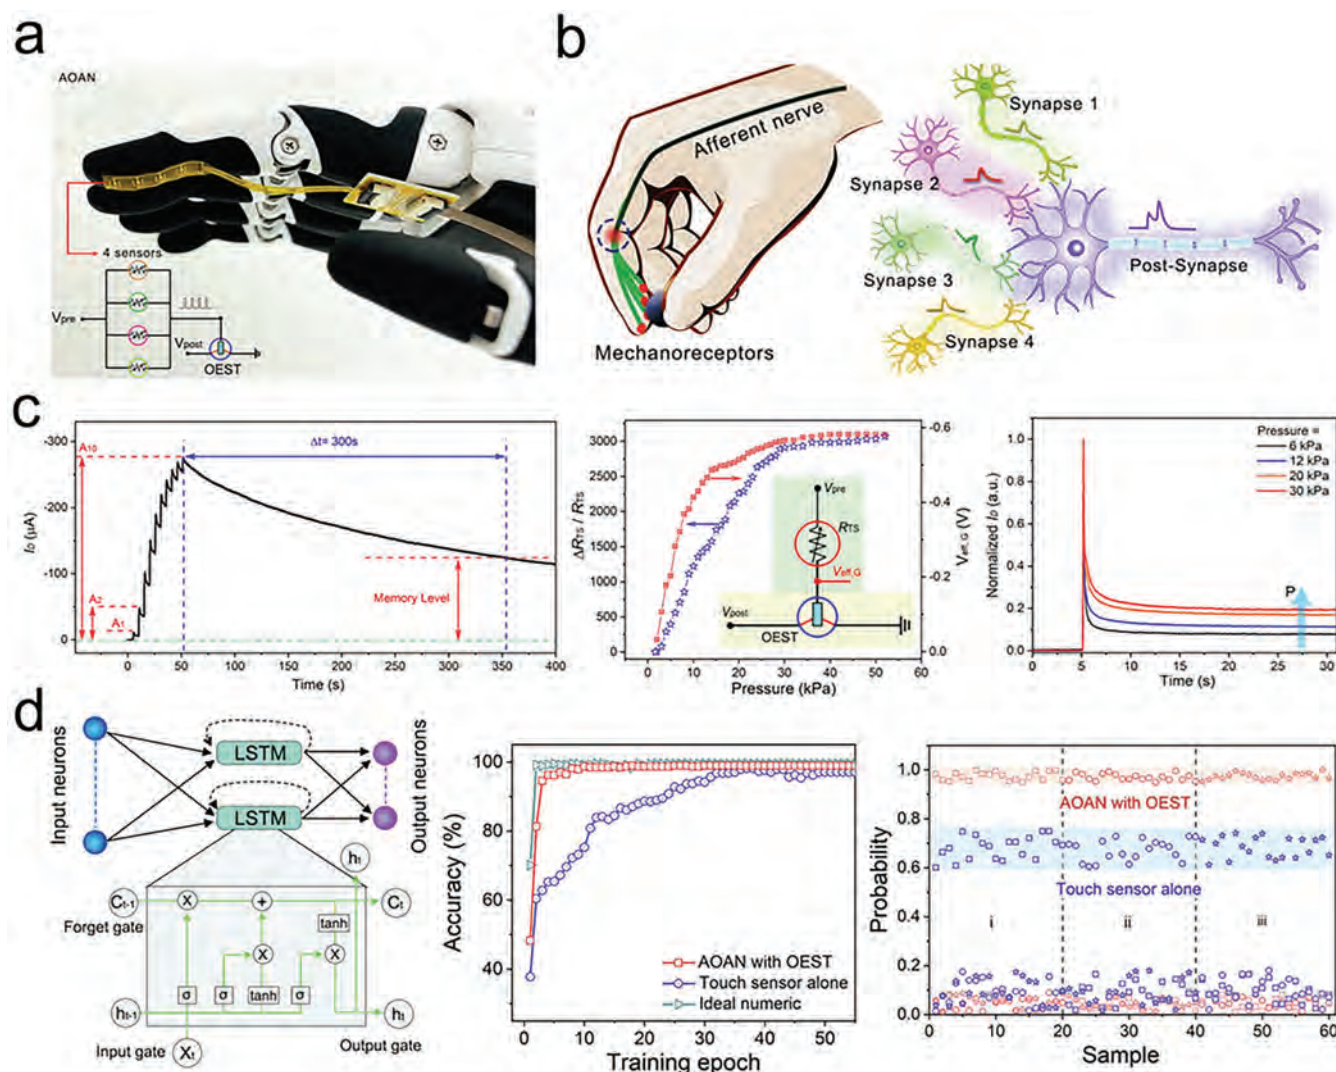 a
AOAN
4 sensors
Vpre
Vpost
OEST
b
Afferent nerve
Mechanoreceptors
Synapse 1
Synapse 2
Synapse 3
Synapse 4
Post-Synapse
c
-300
-200
-100
0
ID (μA)
A10
A2
A1
Δt= 300s
Memory Level
0 50 100 150 200 250 300 350 400
Time (s)
3000
2500
2000
1500
1000
500
0
ΔRTS / RTS
-0.6
-0.4
-0.2
0.0
Veff,G (V)
Vpre
RTS
Veff,G
Vpost
OEST
0 10 20 30 40 50 60
Pressure (kPa)
1.0
0.8
0.6
0.4
0.2
0.0
Normalized ID (a.u.)
Pressure =
6 kPa
12 kPa
20 kPa
30 kPa
P
0 5 10 15 20 25 30
Time (s)
d
Input neurons
LSTM
LSTM
Output neurons
ht
Ct-1
X
+
Ct
Forget gate
tanh
X
X
σ
σ
tanh
σ
ht-1
ht
Input gate
Xt
Output gate
100
80
60
40
Accuracy (%)
AOAN with OEST
Touch sensor alone
Ideal numeric
0 10 20 30 40 50
Training epoch
1.0
0.8
0.6
0.4
0.2
0.0
Probability
AOAN with OEST
Touch sensor alone
i
ii
iii
0 10 20 30 40 50 60
Sample